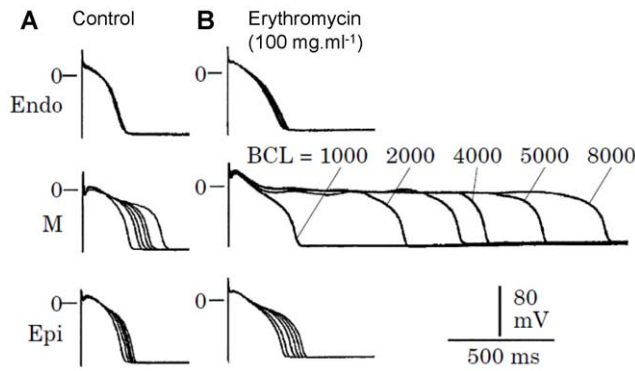 A Control B Erythromycin
(100 mg.ml-1)
0
0
Endo
BCL = 1000 2000 4000 5000 8000
0
0
M
0
0
Epi
80
mV
500 ms